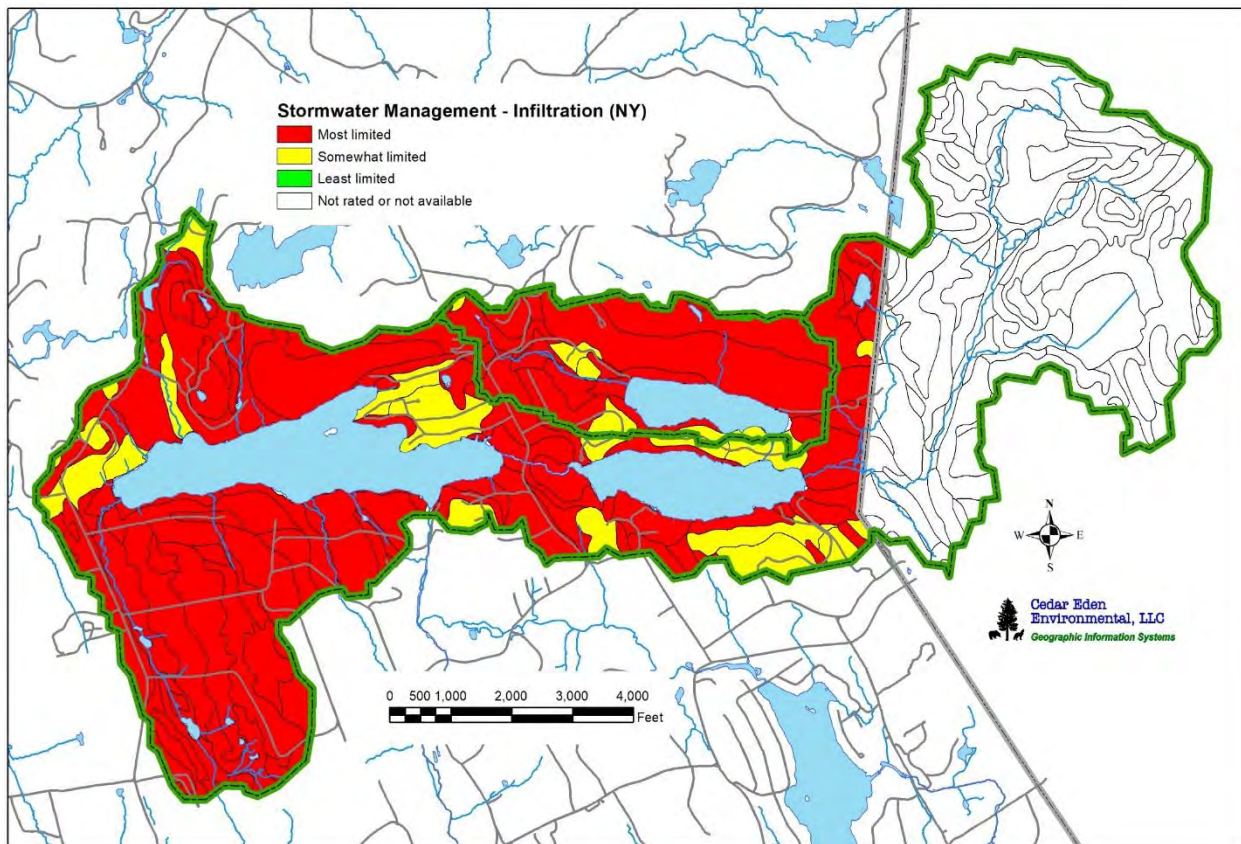 Stormwater Management - Infiltration (NY)
Most limited
Somewhat limited
Least limited
Not rated or not available
N
W E
S
Cedar Eden
Environmental, LLC
Geographic Information Systems
0 500 1,000 2,000 3,000 4,000
Feet